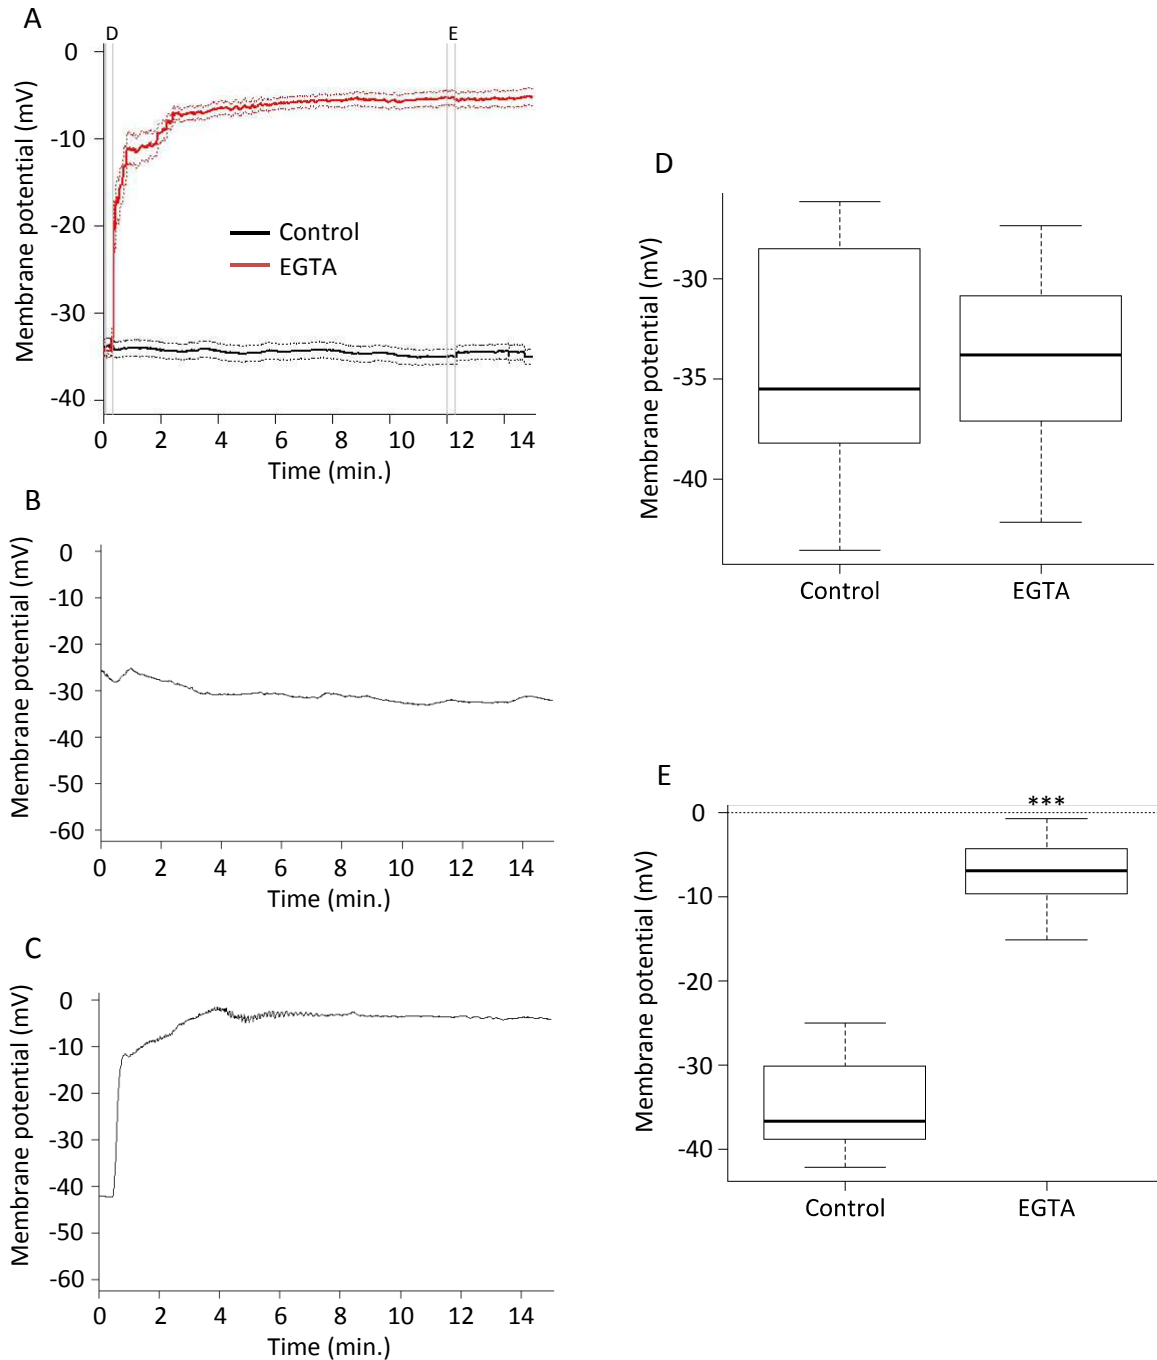 A
D
E
0
-10
-20
-30
-40
Membrane potential (mV)
Control
EGTA
0 2 4 6 8 10 12 14
Time (min.)
B
0
-10
-20
-30
-40
-50
-60
Membrane potential (mV)
0 2 4 6 8 10 12 14
Time (min.)
C
0
-10
-20
-30
-40
-50
-60
Membrane potential (mV)
0 2 4 6 8 10 12 14
Time (min.)
D
-30
-35
-40
Membrane potential (mV)
Control EGTA
E
***
0
-10
-20
-30
-40
Membrane potential (mV)
Control EGTA